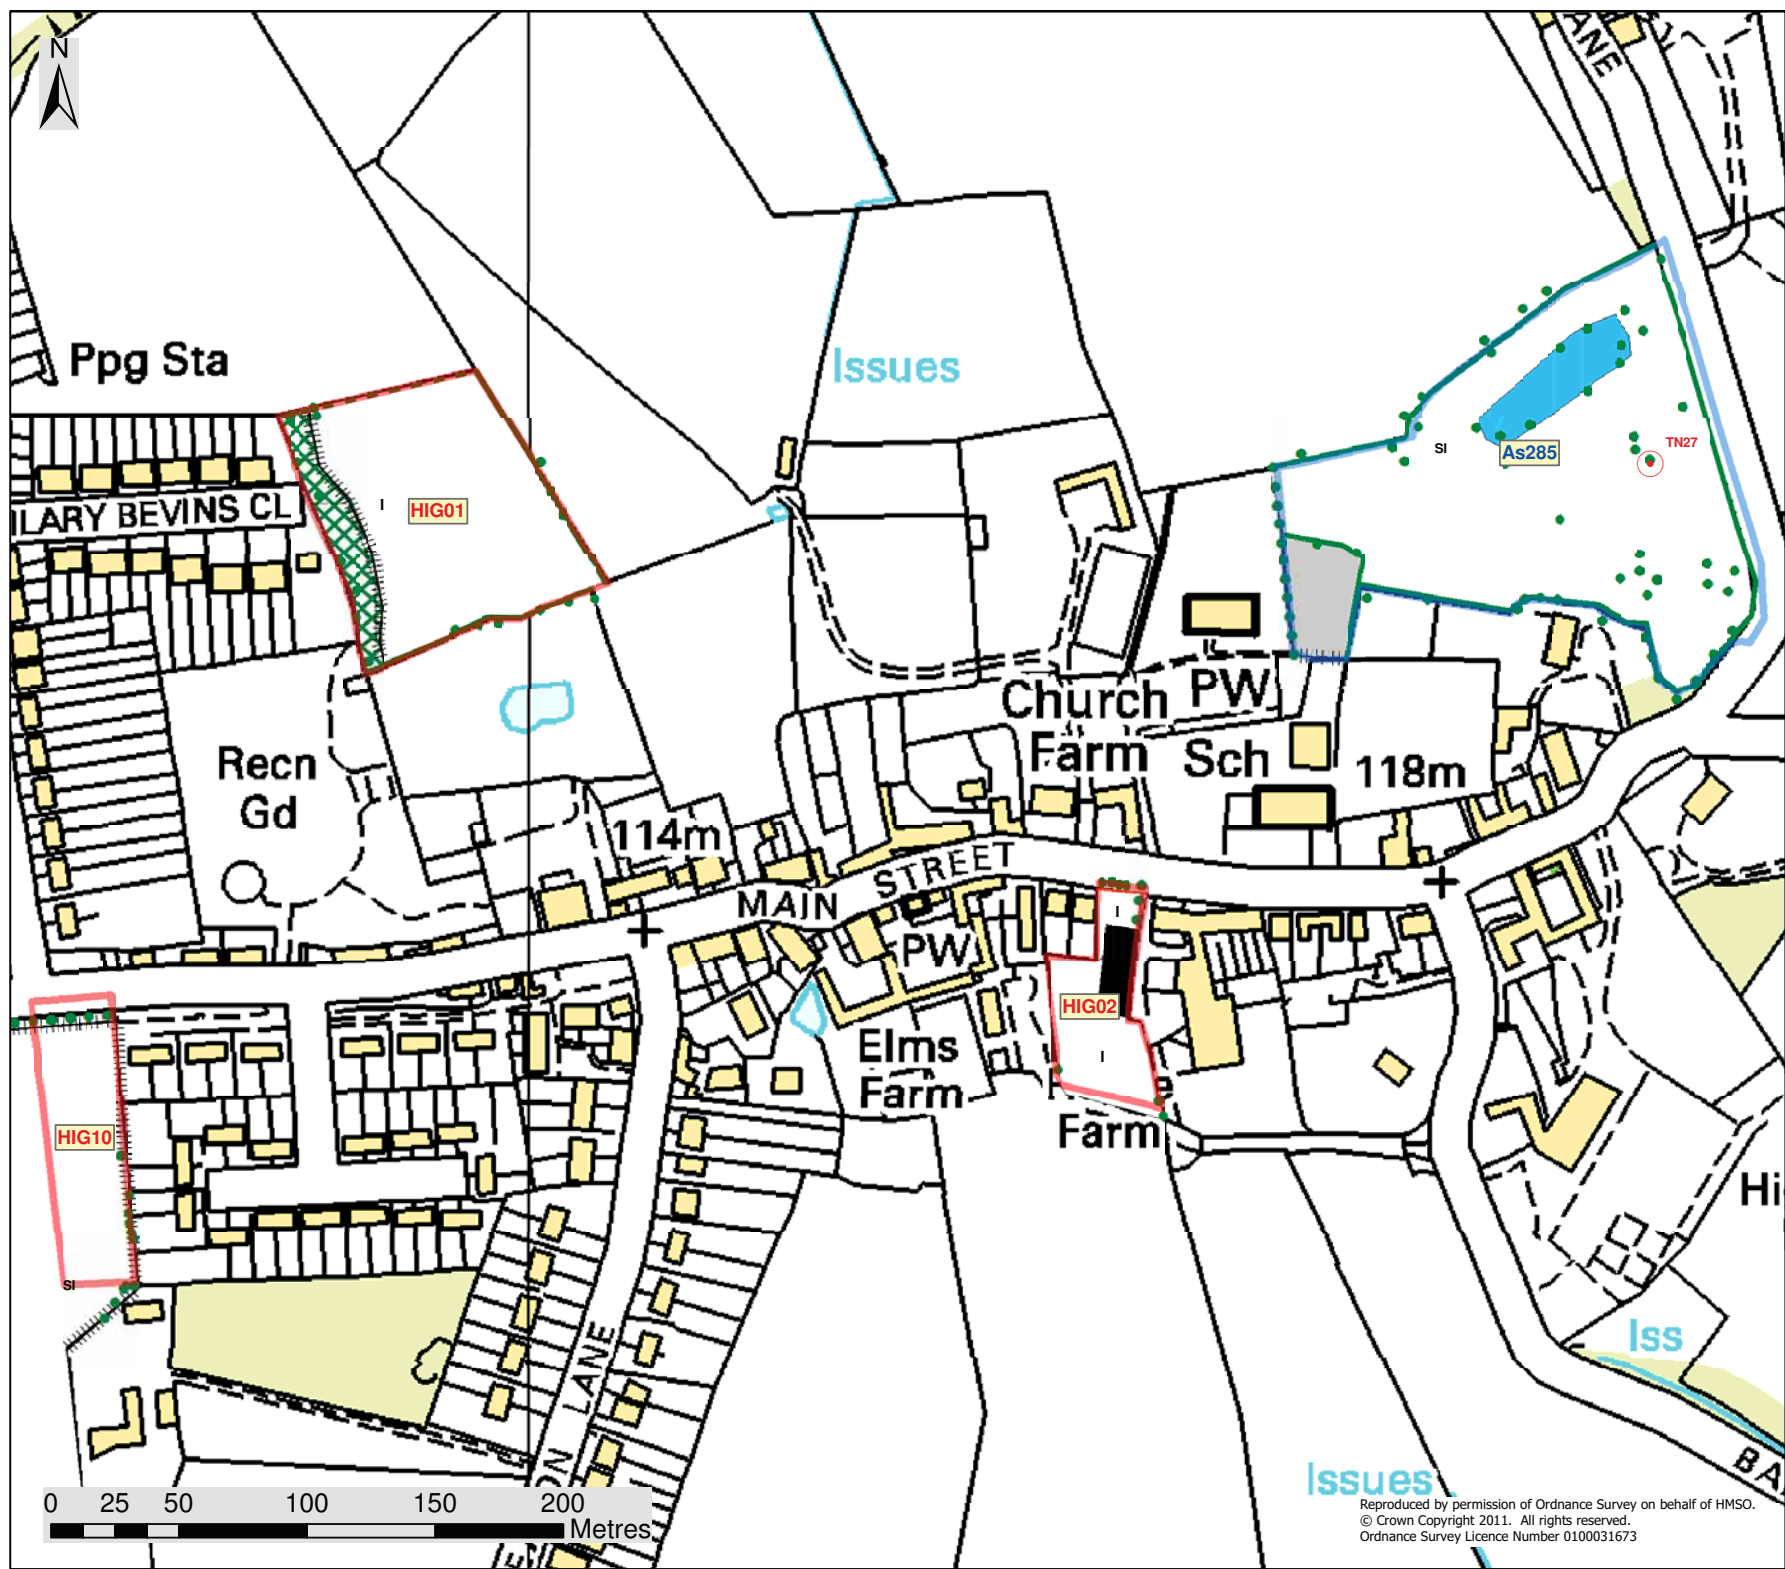 N
ANE
Ppg Sta
Issues
SI
As285
TN27
I
HIG01
ILARY BEVINS CL
Church
PW
Farm
Sch
118m
Recn
Gd
114m
MAIN STREET
I
PW
HIG02
Elms
Farm
I
Farm
HIG10
SI
Hi
Iss
LANE
ON
E
BA
Issues
0 25 50 100 150 200
Metres
Reproduced by permission of Ordnance Survey on behalf of HMSO.
© Crown Copyright 2011. All rights reserved.
Ordnance Survey Licence Number 0100031673